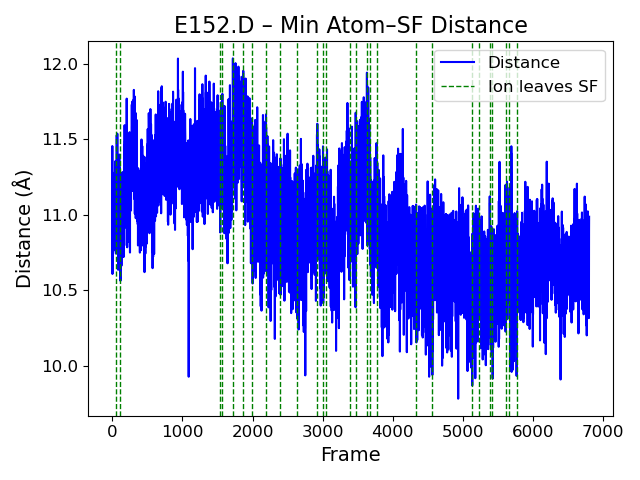 E152.D – Min Atom–SF Distance
Distance
Ion leaves SF
Distance (Å)
12.0
11.5
11.0
10.5
10.0
0 1000 2000 3000 4000 5000 6000 7000
Frame